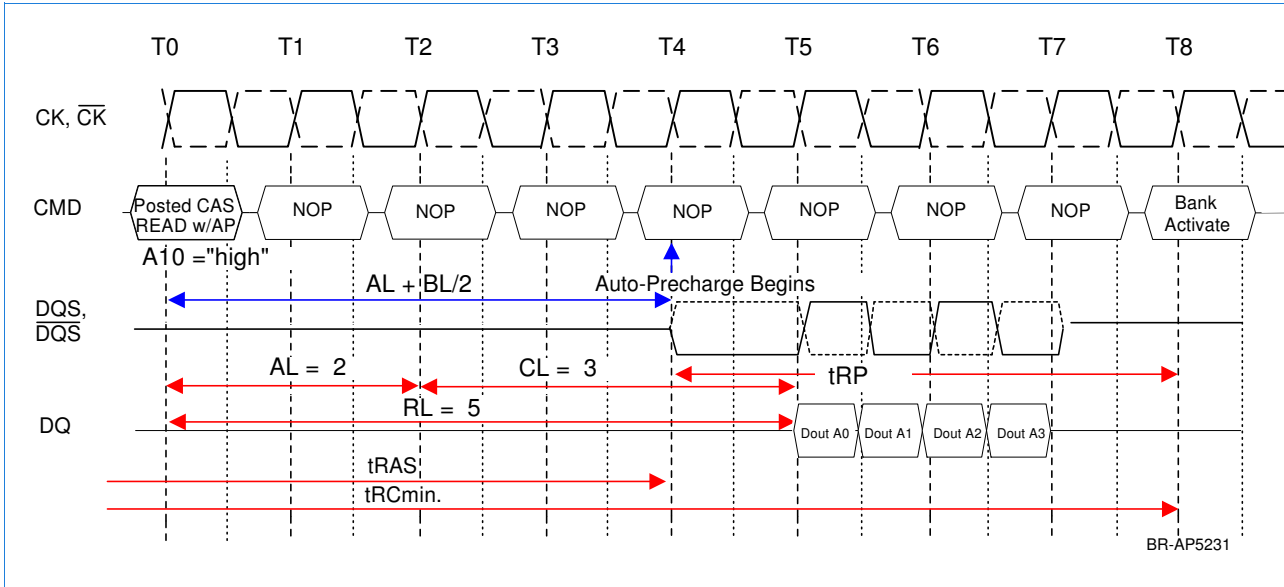 T0 T1 T2 T3 T4 T5 T6 T7 T8
CK, CK
CMD
Posted CAS
READ w/AP
NOP NOP NOP NOP NOP NOP NOP
Bank
Activate
A10 ="high"
AL + BL/2
Auto-Precharge Begins
DQS,
DQS
AL = 2
CL = 3
tRP
RL = 5
DQ
Dout A0 Dout A1 Dout A2 Dout A3
tRAS
tRCmin.
BR-AP5231